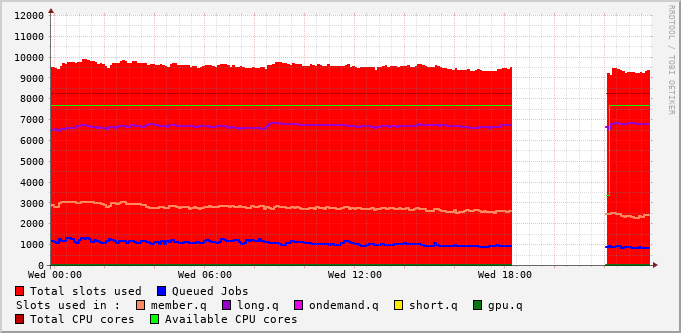 RRDTOOL / TOBI OETIKER
12000
11000
10000
9000
8000
7000
6000
5000
4000
3000
2000
1000
0
Wed 00:00 Wed 06:00 Wed 12:00 Wed 18:00
Total slots used Queued Jobs
Slots used in : member.q long.q ondemand.q short.q gpu.q
Total CPU cores Available CPU cores